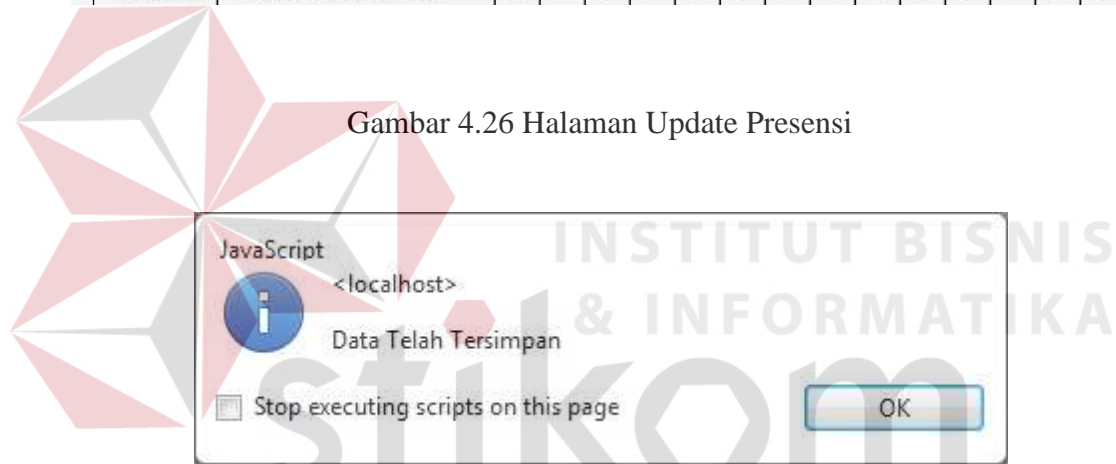 Gambar 4.26 Halaman Update Presensi
INSTITUT BISNIS
& INFORMATIKA
stikom
JavaScript
<localhost>
Data Telah Tersimpan
Stop executing scripts on this page
OK